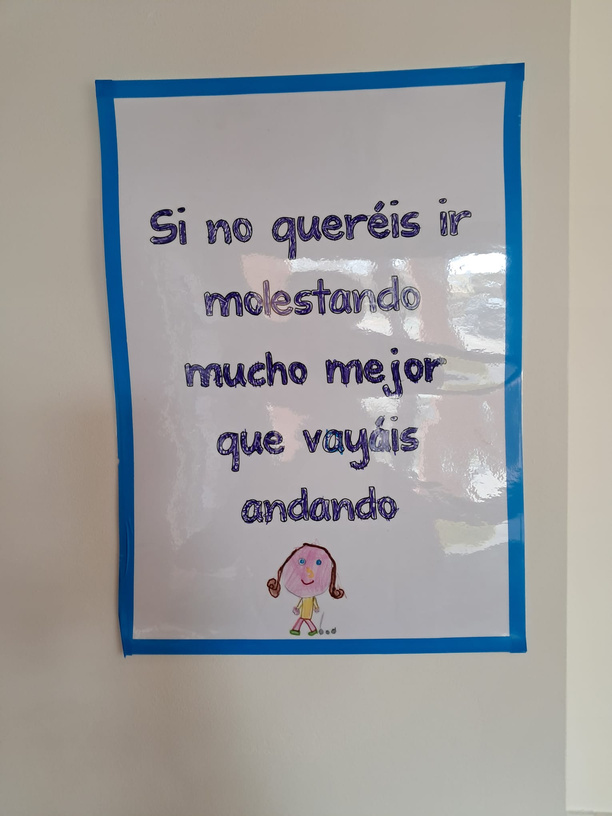 Si no queréis ir
molestando
mucho mejor
que vayáis
andando